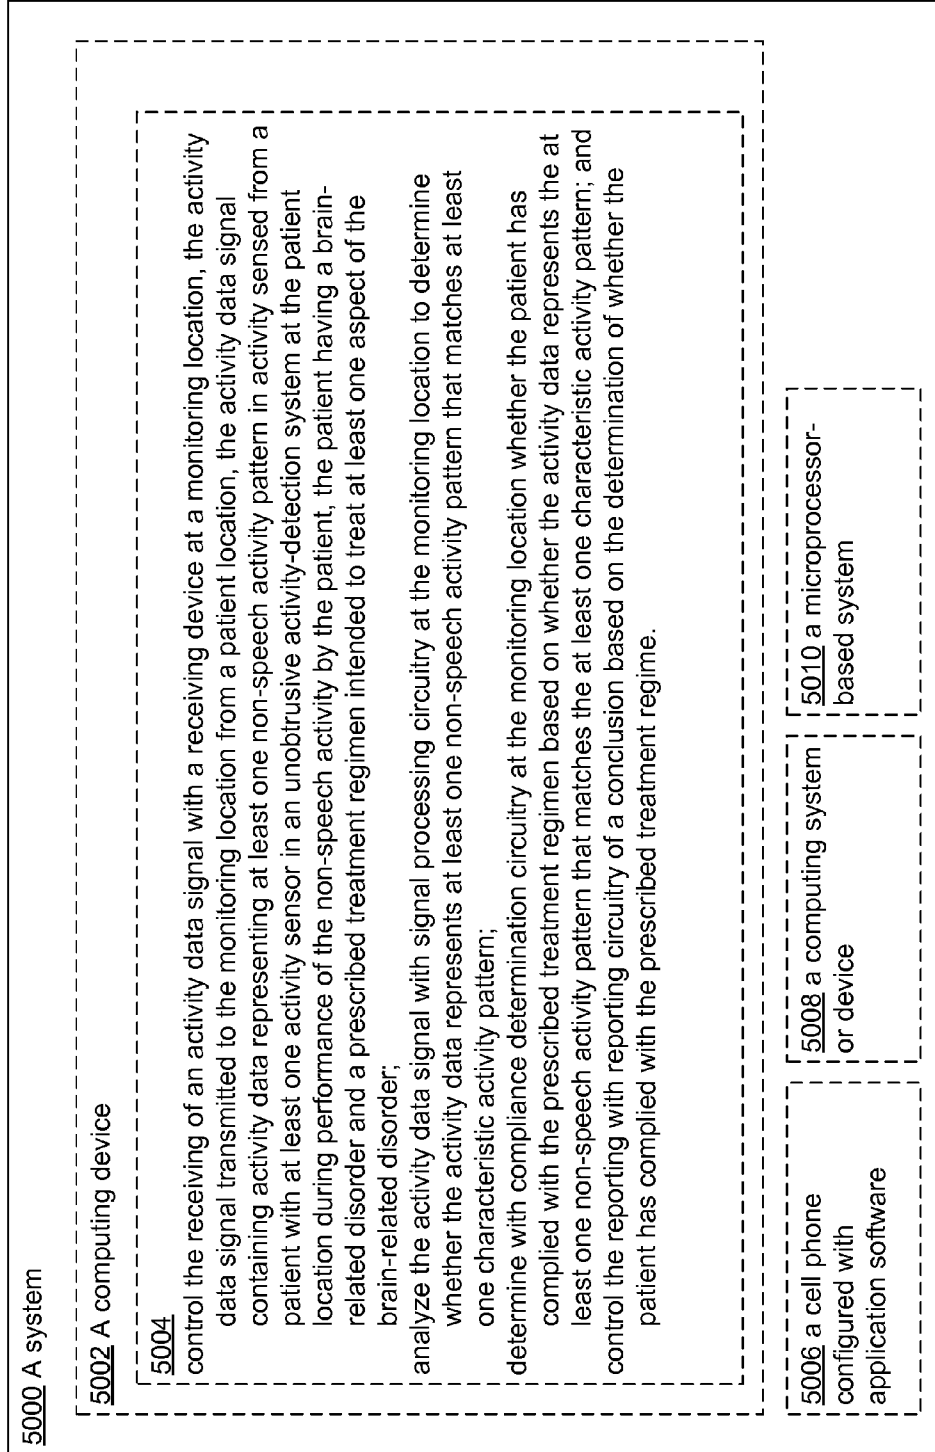 5000 A system
5002 A computing device
5004
control the receiving of an activity data signal with a receiving device at a monitoring location, the activity
data signal transmitted to the monitoring location from a patient location, the activity data signal
containing activity data representing at least one non-speech activity pattern in activity sensed from a
patient with at least one activity sensor in an unobtrusive activity-detection system at the patient
location during performance of the non-speech activity by the patient, the patient having a brain-
related disorder and a prescribed treatment regimen intended to treat at least one aspect of the
brain-related disorder;
analyze the activity data signal with signal processing circuitry at the monitoring location to determine
whether the activity data represents at least one non-speech activity pattern that matches at least
one characteristic activity pattern;
determine with compliance determination circuitry at the monitoring location whether the patient has
complied with the prescribed treatment regimen based on whether the activity data represents the at
least one non-speech activity pattern that matches the at least one characteristic activity pattern; and
control the reporting with reporting circuitry of a conclusion based on the determination of whether the
patient has complied with the prescribed treatment regime.
5006 a cell phone
configured with
application software
5008 a computing system
or device
5010 a microprocessor-
based system